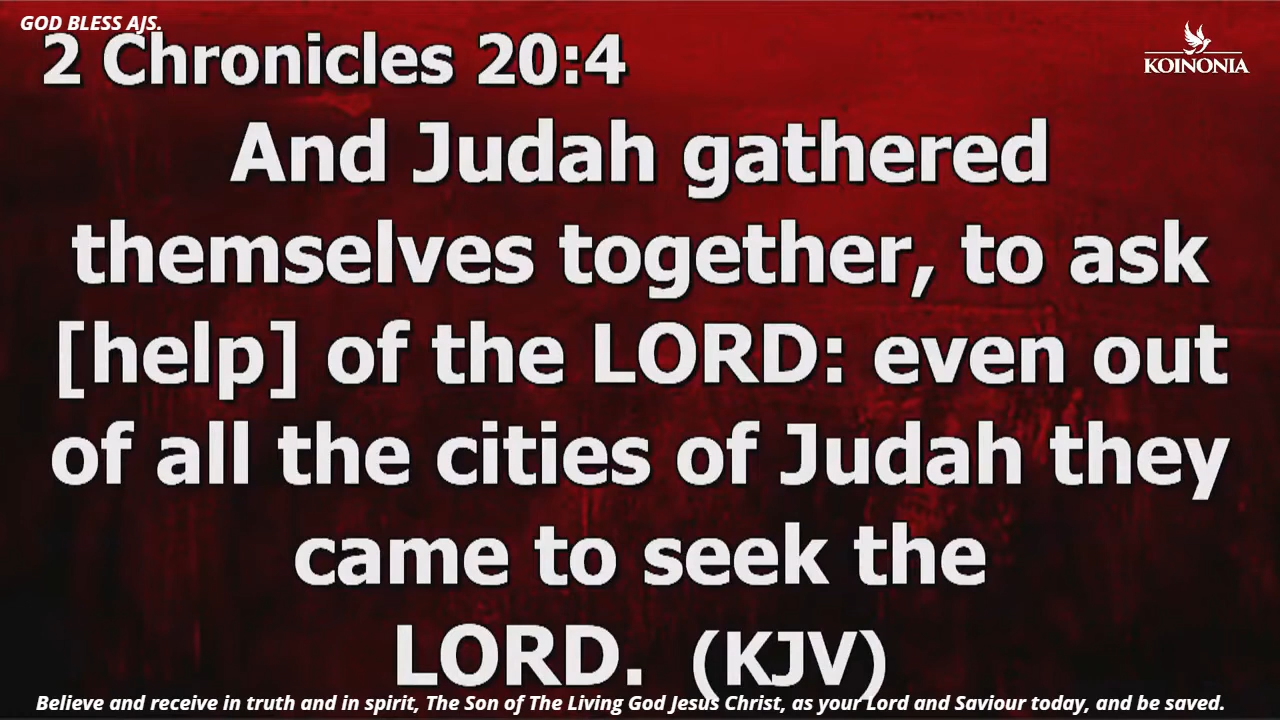 GOD BLESS AJS.
2 Chronicles 20:4
KOINONIA
And Judah gathered
themselves together, to ask
[help] of the LORD: even out
of all the cities of Judah they
came to seek the
LORD. (KJV)
Believe and receive in truth and in spirit, The Son of The Living God Jesus Christ, as your Lord and Saviour today, and be saved.